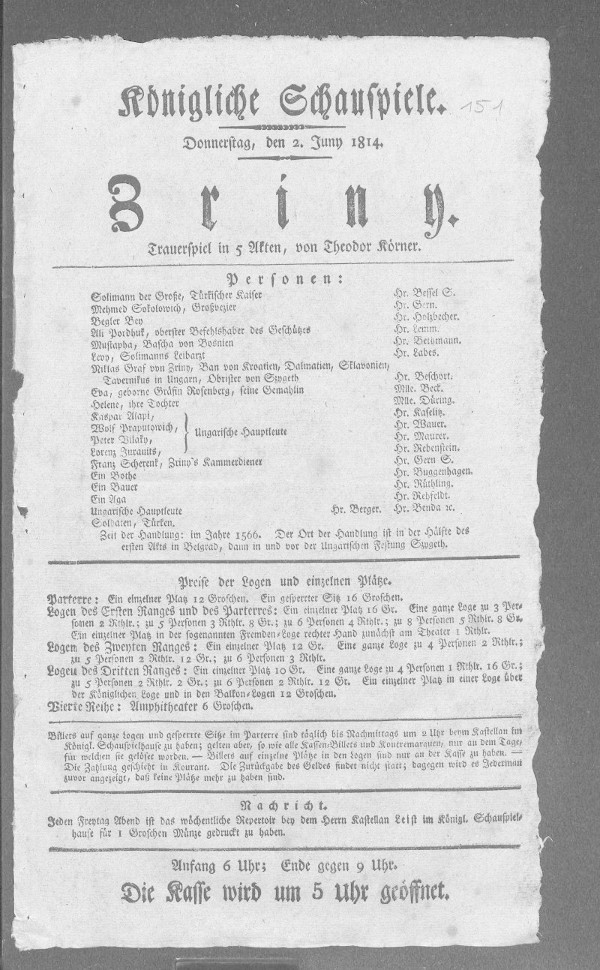 Königliche Schauspiele.
151
Donnerstag, den 2. Juny 1814.
Zriny.
Trauerspiel in 5 Akten, von Theodor Körner.
Personen:
Solimann der Große, Türkischer Kaiser Hr. Bessel S.
Mehmed Sokolowich, Großvezier Hr. Gern.
Begler Bey Hr. Holzbecher.
Ali Pordhuk, oberster Befehlshaber des Geschützes Hr. Lemm.
Mustapha, Bascha von Bosnien Hr. Bethmann.
Levy, Solimanns Leibarzt Hr. Labes.
Niklas Graf von Zriny, Ban von Kroatien, Dalmatien, Sklavonien,
Tavernikus in Ungarn, Obrister von Szygeth Hr. Beschort.
Eva, geborne Gräfin Rosenberg, seine Gemahlin Mlle. Beck.
Helene, ihre Tochter Mlle. Düring.
Kaspar Alapi, Hr. Kaselitz.
Wolf Praprutowich, Hr. Wauer.
Ungarische Hauptleute
Peter Vilaky, Hr. Maurer.
Lorenz Juranitz, Hr. Rebenstein.
Franz Scherenk, Zriny's Kammerdiener Hr. Gern S.
Ein Bothe Hr. Buggenhagen.
Ein Bauer Hr. Rüthling.
Ein Aga Hr. Rehfeldt.
Ungarische Hauptleute Hr. Berger. Hr. Benda ꝛc.
Soldaten, Türken.
Zeit der Handlung: im Jahre 1566. Der Ort der Handlung ist in der Hälfte des
ersten Akts in Belgrad, dann in und vor der Ungarischen Festung Szygeth.
Preise der Logen und einzelnen Plätze.
Parterre: Ein einzelner Platz 12 Groschen. Ein gesperrter Sitz 16 Groschen.
Logen des Ersten Ranges und des Parterres: Ein einzelner Platz 16 Gr. Eine ganze Loge zu 3 Per-
sonen 2 Rthlr.; zu 5 Personen 3 Rthlr. 8 Gr.; zu 6 Personen 4 Rthlr.; zu 8 Personen 5 Rthlr. 8 Gr.
Ein einzelner Platz in der sogenannten Fremden-Loge rechter Hand zunächst am Theater 1 Rthlr.
Logen des Zweyten Ranges: Ein einzelner Platz 12 Gr. Eine ganze Loge zu 4 Personen 2 Rthlr.;
zu 5 Personen 2 Rthlr. 12 Gr.; zu 6 Personen 3 Rthlr.
Logen des Dritten Ranges: Ein einzelner Platz 10 Gr. Eine ganze Loge zu 4 Personen 1 Rthlr. 16 Gr.;
zu 5 Personen 2 Rthlr. 2 Gr.; zu 6 Personen 2 Rthlr. 12 Gr. Ein einzelner Platz in einer Loge über
der Königlichen Loge und in den Balkon-Logen 12 Groschen.
Vierte Reihe: Amphitheater 6 Groschen.
Billets auf ganze Logen und gesperrte Sitze im Parterre sind täglich bis Nachmittags um 2 Uhr beym Kastellan im
Königl. Schauspielhause zu haben; gelten aber, so wie alle Kassen-Billets und Kontremarquen, nur an dem Tage,
für welchen sie gelöset worden. — Billets auf einzelne Plätze in den Logen sind nur an der Kasse zu haben. —
Die Zahlung geschieht in Kourant. Die Zurückgabe des Geldes findet nicht statt; dagegen wird es Jedermann
zuvor angezeigt, daß keine Plätze mehr zu haben sind.
Nachricht.
Jeden Freytag Abend ist das wöchentliche Repertoir bey dem Herrn Kastellan Leist im Königl. Schauspiel-
hause für 1 Groschen Münze gedruckt zu haben.
Anfang 6 Uhr; Ende gegen 9 Uhr.
Die Kasse wird um 5 Uhr geöffnet.